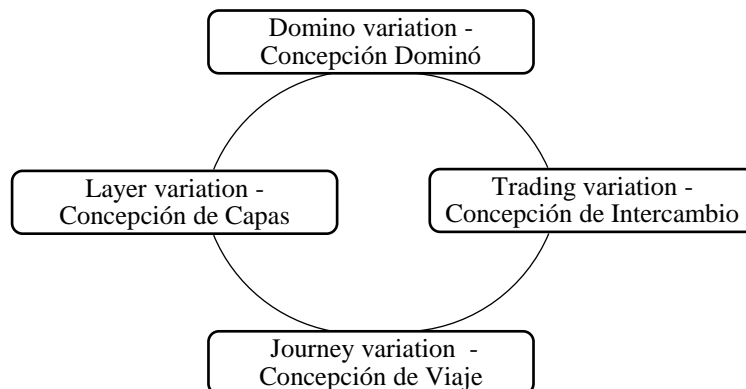 Domino variation -
Concepción Dominó
Layer variation -
Concepción de Capas
Trading variation -
Concepción de Intercambio
Journey variation  -
Concepción de Viaje